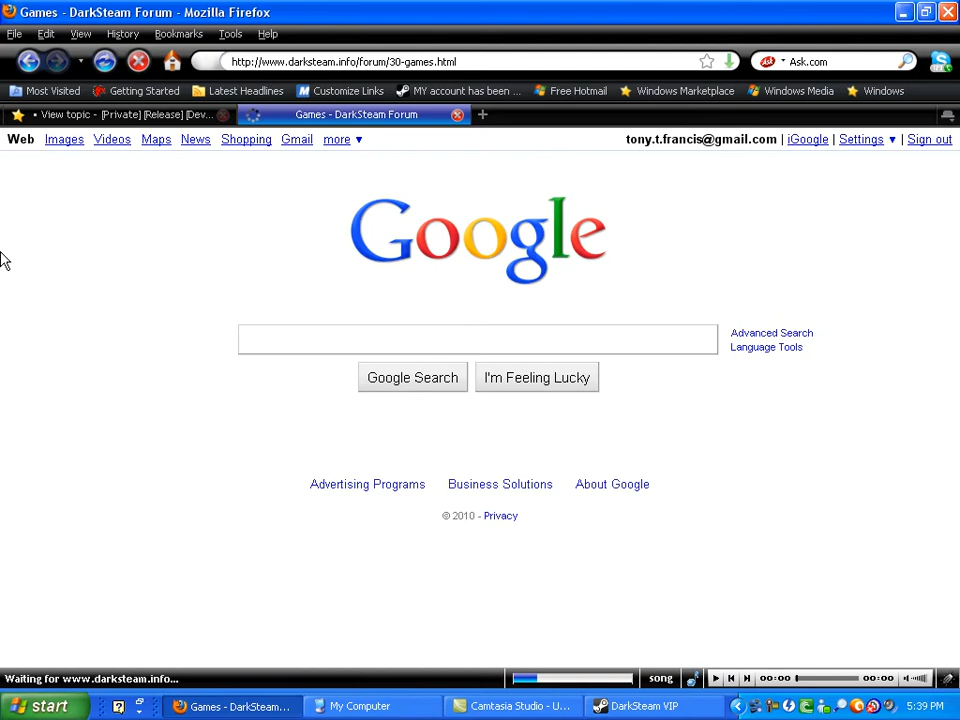 Games - DarkSteam Forum - Mozilla Firefox
File Edit View History Bookmarks Tools Help
http://www.darksteam.info/forum/30-games.html Ask.com
Most Visited Getting Started Latest Headlines Customize Links MY account has been ... Free Hotmail Windows Marketplace Windows Media Windows
• View topic - [Private] [Release] [Dev... Games - DarkSteam Forum
Web Images Videos Maps News Shopping Gmail more ▼ tony.t.francis@gmail.com | iGoogle | Settings ▼ | Sign out
Google
Advanced Search
Language Tools
Google Search I'm Feeling Lucky
Advertising Programs Business Solutions About Google
© 2010 - Privacy
Waiting for www.darksteam.info... song 00:00 00:00
start Games - DarkSteam... My Computer Camtasia Studio - U... DarkSteam VIP 5:39 PM